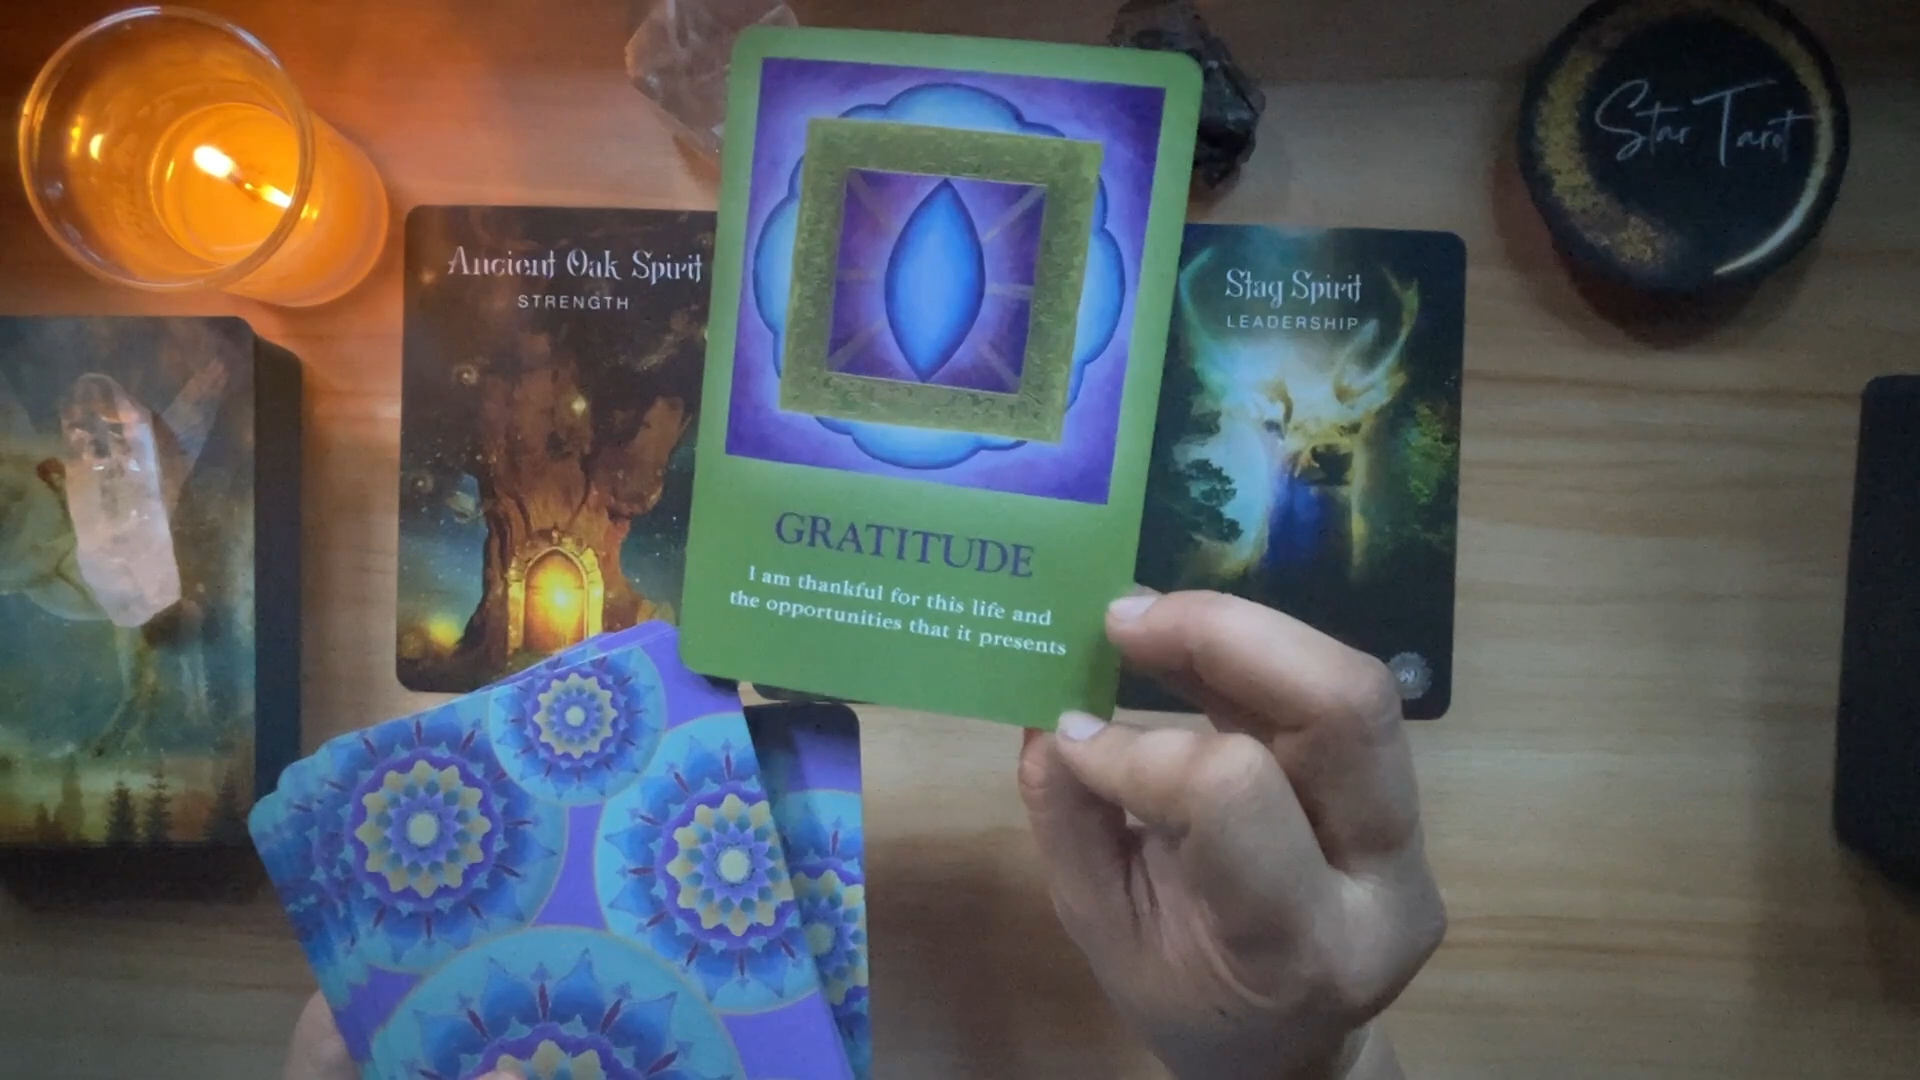 Ancient Oak Spirit
STRENGTH
GRATITUDE
I am thankful for this life and
the opportunities that it presents
Stag Spirit
LEADERSHIP
Star Tarot